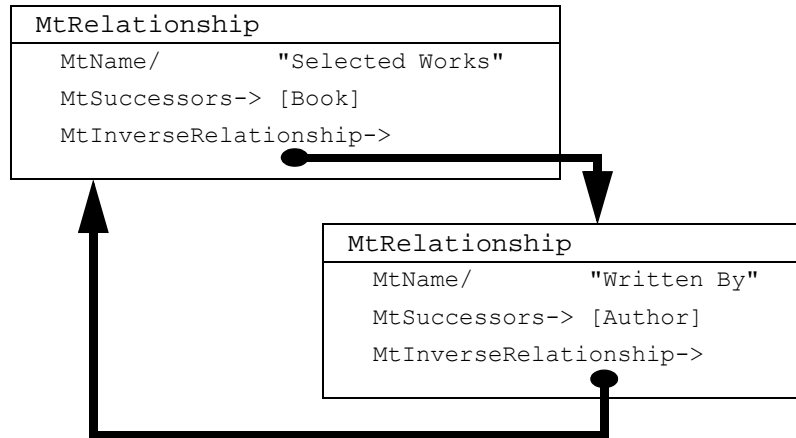 MtRelationship
MtName/ "Selected Works"
MtSuccessors-> [Book]
MtInverseRelationship->
MtRelationship
MtName/ "Written By"
MtSuccessors-> [Author]
MtInverseRelationship->